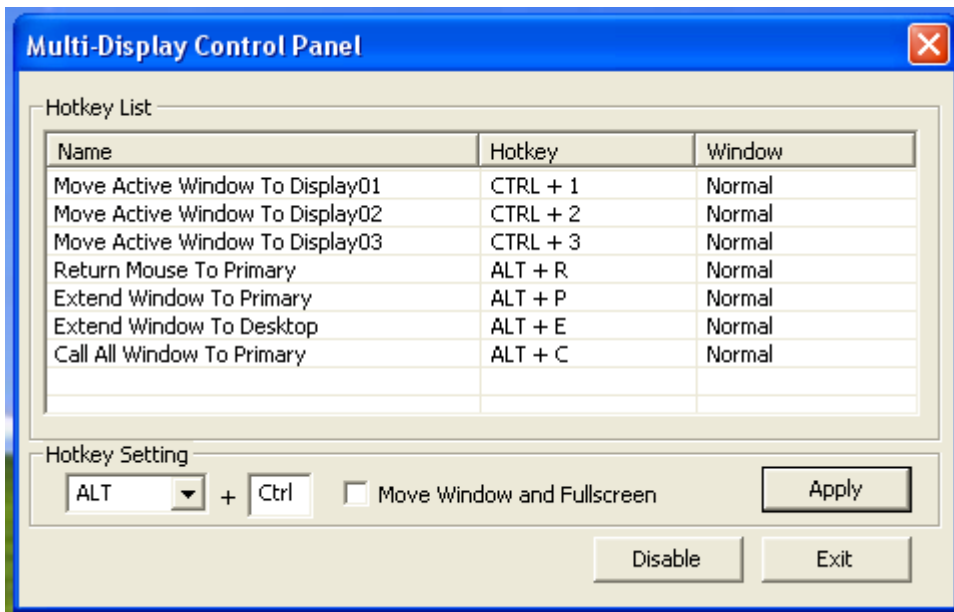 Multi-Display Control Panel
Hotkey List
Name Hotkey Window
Move Active Window To Display01 CTRL + 1 Normal
Move Active Window To Display02 CTRL + 2 Normal
Move Active Window To Display03 CTRL + 3 Normal
Return Mouse To Primary ALT + R Normal
Extend Window To Primary ALT + P Normal
Extend Window To Desktop ALT + E Normal
Call All Window To Primary ALT + C Normal
Hotkey Setting
ALT + Ctrl Move Window and Fullscreen Apply
Disable Exit